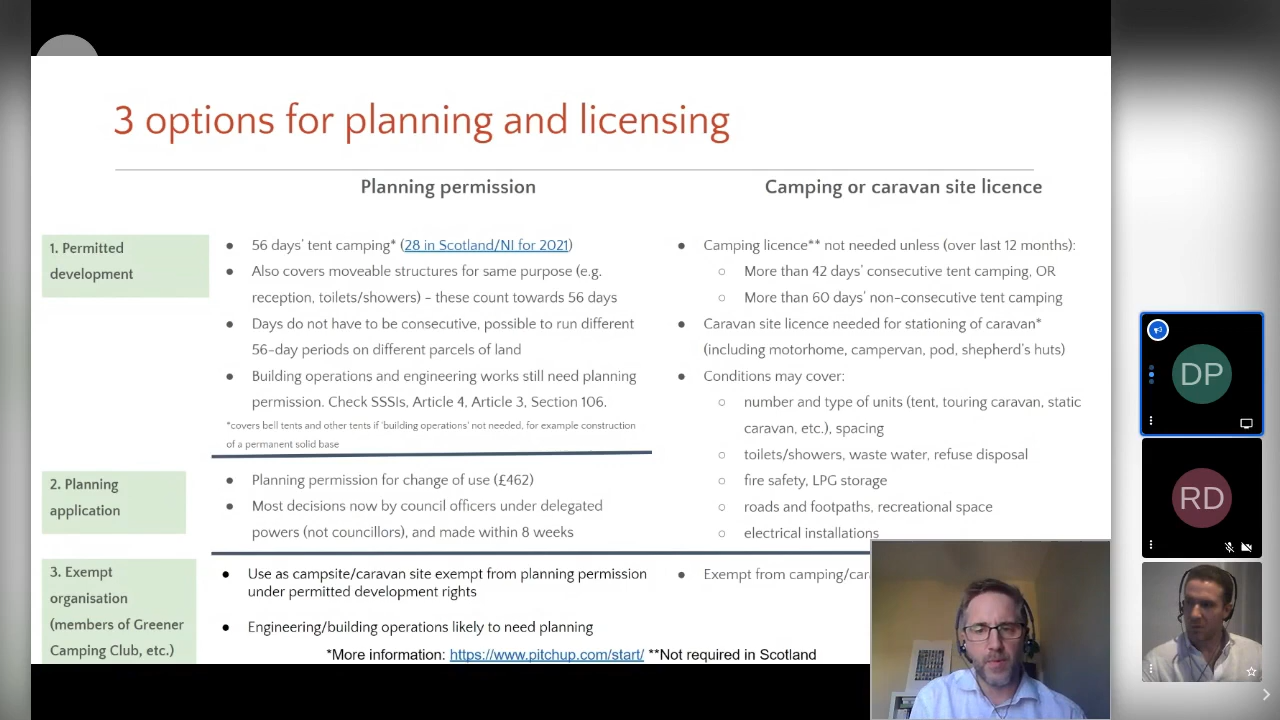 3 options for planning and licensing
Planning permission
Camping or caravan site licence
1. Permitted
development
● 56 days' tent camping* (28 in Scotland/NI for 2021)
● Also covers moveable structures for same purpose (e.g.
reception, toilets/showers) - these count towards 56 days
● Days do not have to be consecutive, possible to run different
56-day periods on different parcels of land
● Building operations and engineering works still need planning
permission. Check SSSIs, Article 4, Article 3, Section 106.
*covers bell tents and other tents if 'building operations' not needed, for example construction
of a permanent solid base
● Camping licence** not needed unless (over last 12 months):
○ More than 42 days' consecutive tent camping, OR
○ More than 60 days' non-consecutive tent camping
● Caravan site licence needed for stationing of caravan*
(including motorhome, campervan, pod, shepherd's huts)
● Conditions may cover:
○ number and type of units (tent, touring caravan, static
caravan, etc.), spacing
○ toilets/showers, waste water, refuse disposal
○ fire safety, LPG storage
○ roads and footpaths, recreational space
○ electrical installations
2. Planning
application
● Planning permission for change of use (£462)
● Most decisions now by council officers under delegated
powers (not councillors), and made within 8 weeks
3. Exempt
organisation
(members of Greener
Camping Club, etc.)
● Use as campsite/caravan site exempt from planning permission
under permitted development rights
● Engineering/building operations likely to need planning
● Exempt from camping/car
*More information: https://www.pitchup.com/start/ **Not required in Scotland
DP
RD